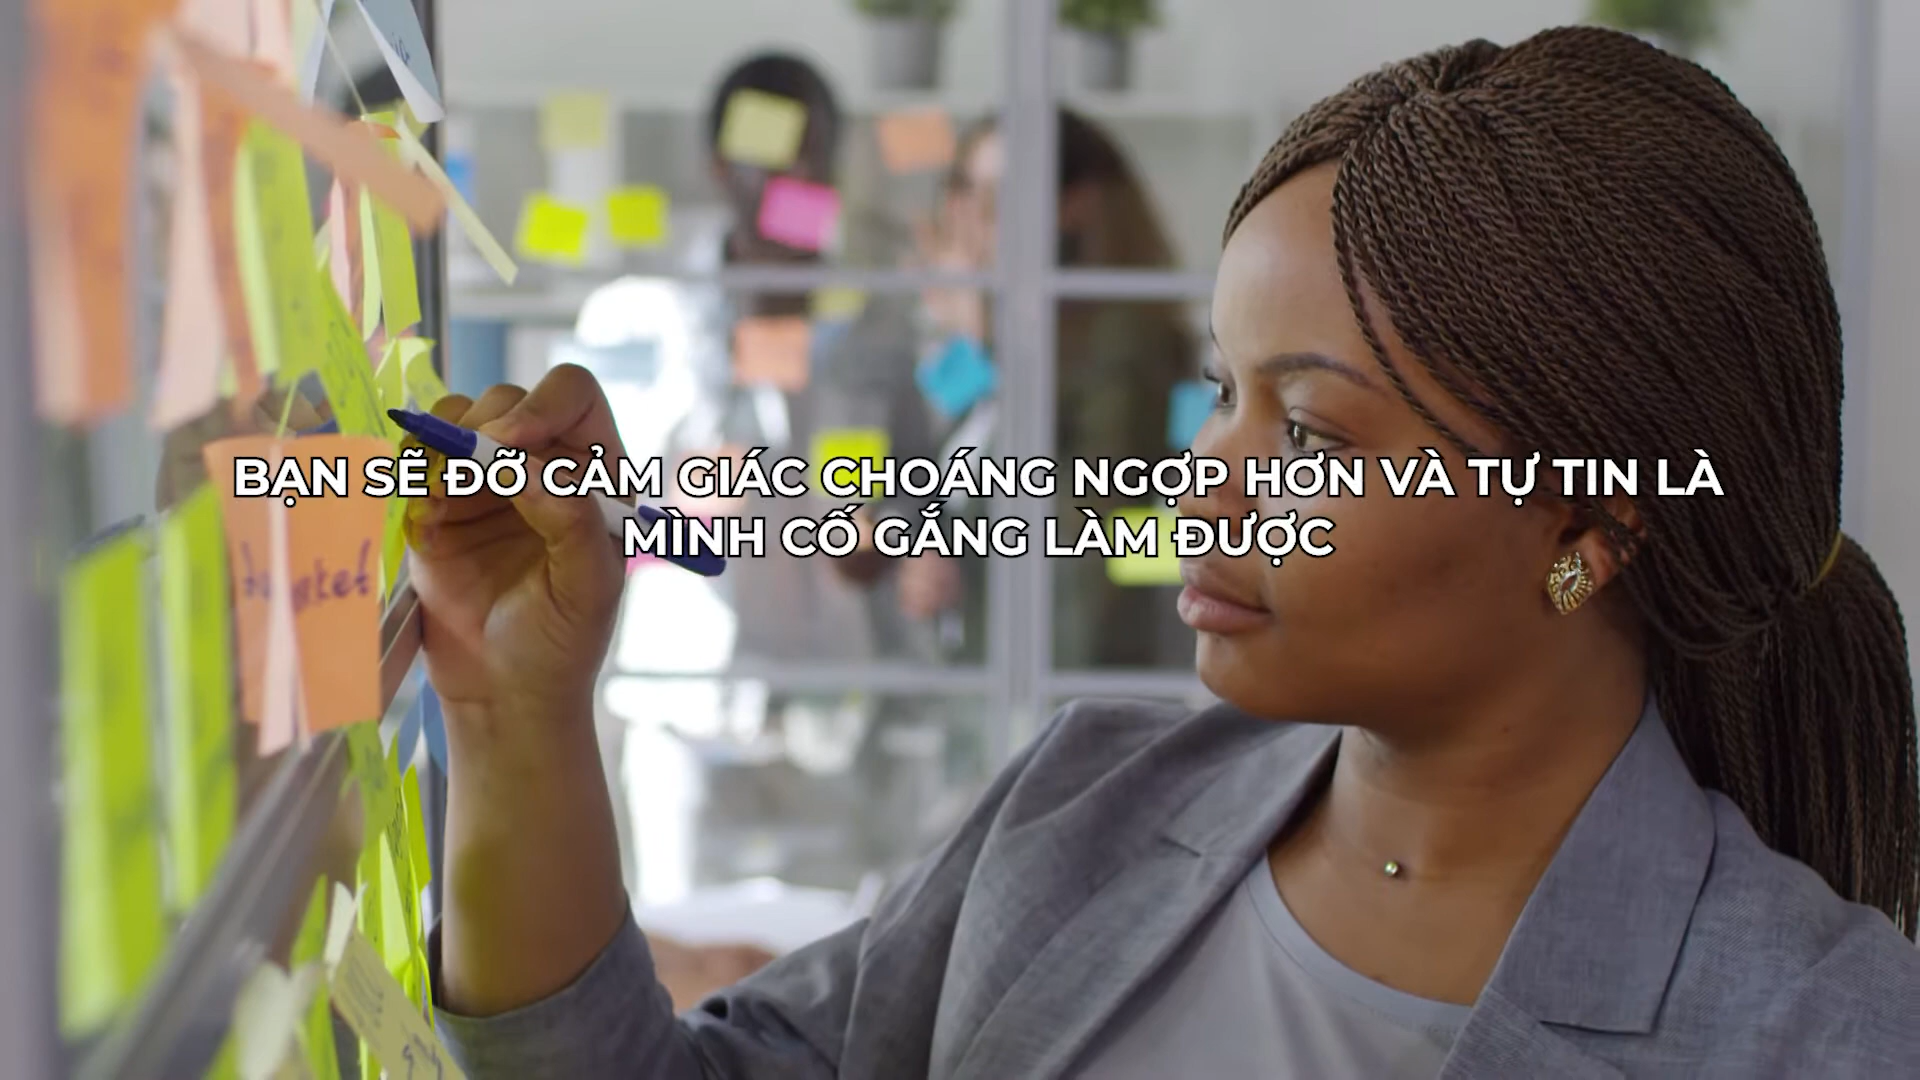 BẠN SẼ ĐỠ CẢM GIÁC CHOÁNG NGỢP HƠN VÀ TỰ TIN LÀ
MÌNH CỐ GẮNG LÀM ĐƯỢC